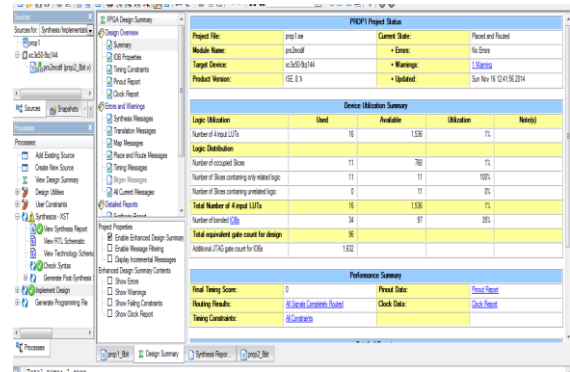 Sources
Sources for: Synthesis/Implementatic
prop1
xc3s50-5tq144
pro2modif (prop2_8bit.v)
Sources
Snapshots
Processes
Processes:
Add Existing Source
Create New Source
View Design Summary
Design Utilities
User Constraints
Synthesize - XST
View Synthesis Report
View RTL Schematic
View Technology Schema
Check Syntax
Generate Post-Synthesis
Implement Design
Generate Programming File
Processes
FPGA Design Summary
Design Overview
Summary
IOB Properties
Timing Constraints
Pinout Report
Clock Report
Errors and Warnings
Synthesis Messages
Translation Messages
Map Messages
Place and Route Messages
Timing Messages
Bitgen Messages
All Current Messages
Detailed Reports
Synthesis Report
Project Properties
Enable Enhanced Design Summary
Enable Message Filtering
Display Incremental Messages
Enhanced Design Summary Contents
Show Errors
Show Warnings
Show Failing Constraints
Show Clock Report
PROP1 Project Status
Project File: prop1.ise Current State: Placed and Routed
Module Name: pro2modif • Errors: No Errors
Target Device: xc3s50-5tq144 • Warnings: 1 Warning
Product Version: ISE, 8.1i • Updated: Sun Nov 16 12:41:56 2014
Device Utilization Summary
Logic Utilization Used Available Utilization Note(s)
Number of 4 input LUTs 16 1,536 1%
Logic Distribution
Number of occupied Slices 11 768 1%
Number of Slices containing only related logic 11 11 100%
Number of Slices containing unrelated logic 0 11 0%
Total Number of 4 input LUTs 16 1,536 1%
Number of bonded IOBs 34 97 35%
Total equivalent gate count for design 96
Additional JTAG gate count for IOBs 1,632
Performance Summary
Final Timing Score: 0 Pinout Data: Pinout Report
Routing Results: All Signals Completely Routed Clock Data: Clock Report
Timing Constraints: All Constraints
prop1_8bit
Design Summary
Synthesis Repor..
prop2_8bit